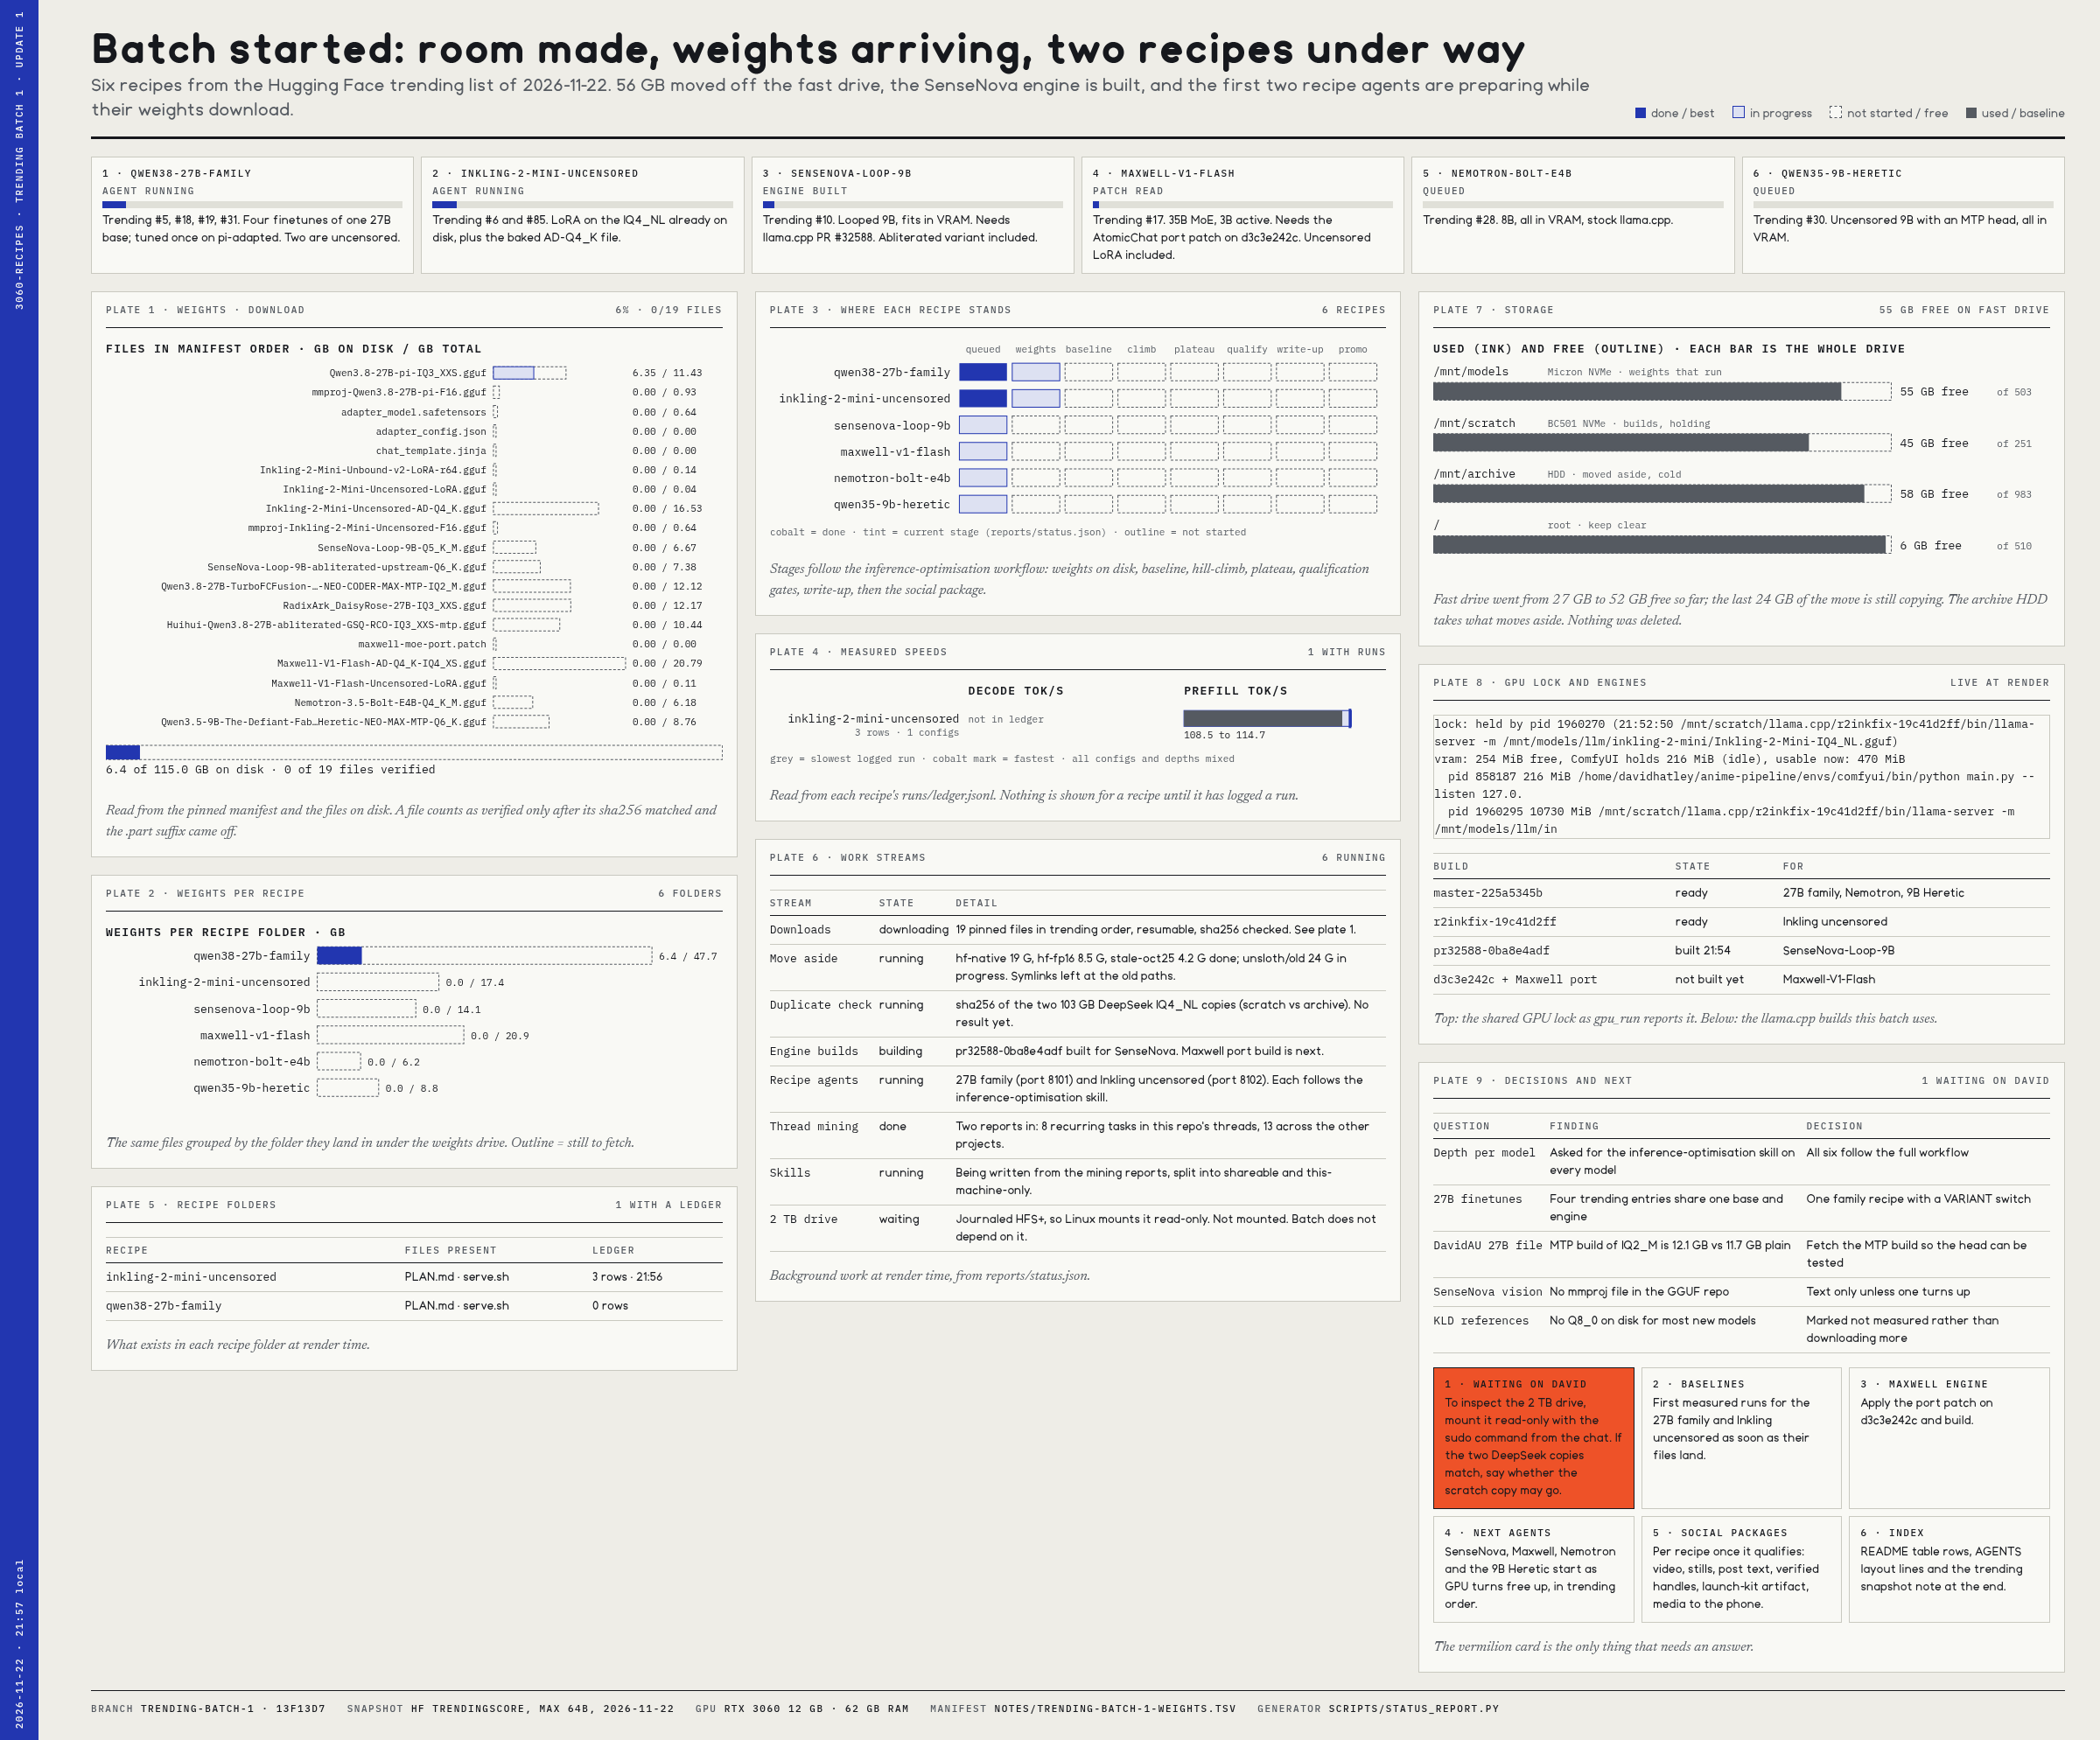 3060-RECIPES · TRENDING BATCH 1 · UPDATE 1
2026-11-22 · 21:57 local
Batch started: room made, weights arriving, two recipes under way
Six recipes from the Hugging Face trending list of 2026-11-22. 56 GB moved off the fast drive, the SenseNova engine is built, and the first two recipe agents are preparing while
their weights download.
done / best
in progress
not started / free
used / baseline
1 · QWEN38-27B-FAMILY
AGENT RUNNING
Trending #5, #18, #19, #31. Four finetunes of one 27B
base; tuned once on pi-adapted. Two are uncensored.
2 · INKLING-2-MINI-UNCENSORED
AGENT RUNNING
Trending #6 and #85. LoRA on the IQ4_NL already on
disk, plus the baked AD-Q4_K file.
3 · SENSENOVA-LOOP-9B
ENGINE BUILT
Trending #10. Looped 9B, fits in VRAM. Needs
llama.cpp PR #32588. Abliterated variant included.
4 · MAXWELL-V1-FLASH
PATCH READ
Trending #17. 35B MoE, 3B active. Needs the
AtomicChat port patch on d3c3e242c. Uncensored
LoRA included.
5 · NEMOTRON-BOLT-E4B
QUEUED
Trending #28. 8B, all in VRAM, stock llama.cpp.
6 · QWEN35-9B-HERETIC
QUEUED
Trending #30. Uncensored 9B with an MTP head, all in
VRAM.
PLATE 1 · WEIGHTS · DOWNLOAD
6% · 0/19 FILES
FILES IN MANIFEST ORDER · GB ON DISK / GB TOTAL
Qwen3.8-27B-pi-IQ3_XXS.gguf 6.35 / 11.43
mmproj-Qwen3.8-27B-pi-F16.gguf 0.00 / 0.93
adapter_model.safetensors 0.00 / 0.64
adapter_config.json 0.00 / 0.00
chat_template.jinja 0.00 / 0.00
Inkling-2-Mini-Unbound-v2-LoRA-r64.gguf 0.00 / 0.14
Inkling-2-Mini-Uncensored-LoRA.gguf 0.00 / 0.04
Inkling-2-Mini-Uncensored-AD-Q4_K.gguf 0.00 / 16.53
mmproj-Inkling-2-Mini-Uncensored-F16.gguf 0.00 / 0.64
SenseNova-Loop-9B-Q5_K_M.gguf 0.00 / 6.67
SenseNova-Loop-9B-abliterated-upstream-Q6_K.gguf 0.00 / 7.38
Qwen3.8-27B-TurboFCFusion-…-NEO-CODER-MAX-MTP-IQ2_M.gguf 0.00 / 12.12
RadixArk_DaisyRose-27B-IQ3_XXS.gguf 0.00 / 12.17
Huihui-Qwen3.8-27B-abliterated-GSQ-RCO-IQ3_XXS-mtp.gguf 0.00 / 10.44
maxwell-moe-port.patch 0.00 / 0.00
Maxwell-V1-Flash-AD-Q4_K-IQ4_XS.gguf 0.00 / 20.79
Maxwell-V1-Flash-Uncensored-LoRA.gguf 0.00 / 0.11
Nemotron-3.5-Bolt-E4B-Q4_K_M.gguf 0.00 / 6.18
Qwen3.5-9B-The-Defiant-Fab…Heretic-NEO-MAX-MTP-Q6_K.gguf 0.00 / 8.76
6.4 of 115.0 GB on disk · 0 of 19 files verified
Read from the pinned manifest and the files on disk. A file counts as verified only after its sha256 matched and
the .part suffix came off.
PLATE 2 · WEIGHTS PER RECIPE
6 FOLDERS
WEIGHTS PER RECIPE FOLDER · GB
qwen38-27b-family 6.4 / 47.7
inkling-2-mini-uncensored 0.0 / 17.4
sensenova-loop-9b 0.0 / 14.1
maxwell-v1-flash 0.0 / 20.9
nemotron-bolt-e4b 0.0 / 6.2
qwen35-9b-heretic 0.0 / 8.8
The same files grouped by the folder they land in under the weights drive. Outline = still to fetch.
PLATE 5 · RECIPE FOLDERS
1 WITH A LEDGER
RECIPE FILES PRESENT LEDGER
inkling-2-mini-uncensored PLAN.md · serve.sh 3 rows · 21:56
qwen38-27b-family PLAN.md · serve.sh 0 rows
What exists in each recipe folder at render time.
PLATE 3 · WHERE EACH RECIPE STANDS
6 RECIPES
queued weights baseline climb plateau qualify write-up promo
qwen38-27b-family
inkling-2-mini-uncensored
sensenova-loop-9b
maxwell-v1-flash
nemotron-bolt-e4b
qwen35-9b-heretic
cobalt = done · tint = current stage (reports/status.json) · outline = not started
Stages follow the inference-optimisation workflow: weights on disk, baseline, hill-climb, plateau, qualification
gates, write-up, then the social package.
PLATE 4 · MEASURED SPEEDS
1 WITH RUNS
DECODE TOK/S PREFILL TOK/S
inkling-2-mini-uncensored not in ledger
3 rows · 1 configs 108.5 to 114.7
grey = slowest logged run · cobalt mark = fastest · all configs and depths mixed
Read from each recipe's runs/ledger.jsonl. Nothing is shown for a recipe until it has logged a run.
PLATE 6 · WORK STREAMS
6 RUNNING
STREAM STATE DETAIL
Downloads downloading 19 pinned files in trending order, resumable, sha256 checked. See plate 1.
Move aside running hf-native 19 G, hf-fp16 8.5 G, stale-oct25 4.2 G done; unsloth/old 24 G in
progress. Symlinks left at the old paths.
Duplicate check running sha256 of the two 103 GB DeepSeek IQ4_NL copies (scratch vs archive). No
result yet.
Engine builds building pr32588-0ba8e4adf built for SenseNova. Maxwell port build is next.
Recipe agents running 27B family (port 8101) and Inkling uncensored (port 8102). Each follows the
inference-optimisation skill.
Thread mining done Two reports in: 8 recurring tasks in this repo's threads, 13 across the other
projects.
Skills running Being written from the mining reports, split into shareable and this-
machine-only.
2 TB drive waiting Journaled HFS+, so Linux mounts it read-only. Not mounted. Batch does not
depend on it.
Background work at render time, from reports/status.json.
PLATE 7 · STORAGE
55 GB FREE ON FAST DRIVE
USED (INK) AND FREE (OUTLINE) · EACH BAR IS THE WHOLE DRIVE
/mnt/models Micron NVMe · weights that run
55 GB free of 503
/mnt/scratch BC501 NVMe · builds, holding
45 GB free of 251
/mnt/archive HDD · moved aside, cold
58 GB free of 983
/ root · keep clear
6 GB free of 510
Fast drive went from 27 GB to 52 GB free so far; the last 24 GB of the move is still copying. The archive HDD
takes what moves aside. Nothing was deleted.
PLATE 8 · GPU LOCK AND ENGINES
LIVE AT RENDER
lock: held by pid 1960270 (21:52:50 /mnt/scratch/llama.cpp/r2inkfix-19c41d2ff/bin/llama-
server -m /mnt/models/llm/inkling-2-mini/Inkling-2-Mini-IQ4_NL.gguf)
vram: 254 MiB free, ComfyUI holds 216 MiB (idle), usable now: 470 MiB
pid 858187 216 MiB /home/davidhatley/anime-pipeline/envs/comfyui/bin/python main.py --
listen 127.0.
pid 1960295 10730 MiB /mnt/scratch/llama.cpp/r2inkfix-19c41d2ff/bin/llama-server -m
/mnt/models/llm/in
BUILD STATE FOR
master-225a5345b ready 27B family, Nemotron, 9B Heretic
r2inkfix-19c41d2ff ready Inkling uncensored
pr32588-0ba8e4adf built 21:54 SenseNova-Loop-9B
d3c3e242c + Maxwell port not built yet Maxwell-V1-Flash
Top: the shared GPU lock as gpu_run reports it. Below: the llama.cpp builds this batch uses.
PLATE 9 · DECISIONS AND NEXT
1 WAITING ON DAVID
QUESTION FINDING DECISION
Depth per model Asked for the inference-optimisation skill on All six follow the full workflow
every model
27B finetunes Four trending entries share one base and One family recipe with a VARIANT switch
engine
DavidAU 27B file MTP build of IQ2_M is 12.1 GB vs 11.7 GB plain Fetch the MTP build so the head can be
tested
SenseNova vision No mmproj file in the GGUF repo Text only unless one turns up
KLD references No Q8_0 on disk for most new models Marked not measured rather than
downloading more
1 · WAITING ON DAVID
To inspect the 2 TB drive,
mount it read-only with the
sudo command from the chat. If
the two DeepSeek copies
match, say whether the
scratch copy may go.
2 · BASELINES
First measured runs for the
27B family and Inkling
uncensored as soon as their
files land.
3 · MAXWELL ENGINE
Apply the port patch on
d3c3e242c and build.
4 · NEXT AGENTS
SenseNova, Maxwell, Nemotron
and the 9B Heretic start as
GPU turns free up, in trending
order.
5 · SOCIAL PACKAGES
Per recipe once it qualifies:
video, stills, post text, verified
handles, launch-kit artifact,
media to the phone.
6 · INDEX
README table rows, AGENTS
layout lines and the trending
snapshot note at the end.
The vermilion card is the only thing that needs an answer.
BRANCH TRENDING-BATCH-1 · 13F13D7 SNAPSHOT HF TRENDINGSCORE, MAX 64B, 2026-11-22 GPU RTX 3060 12 GB · 62 GB RAM MANIFEST NOTES/TRENDING-BATCH-1-WEIGHTS.TSV GENERATOR SCRIPTS/STATUS_REPORT.PY